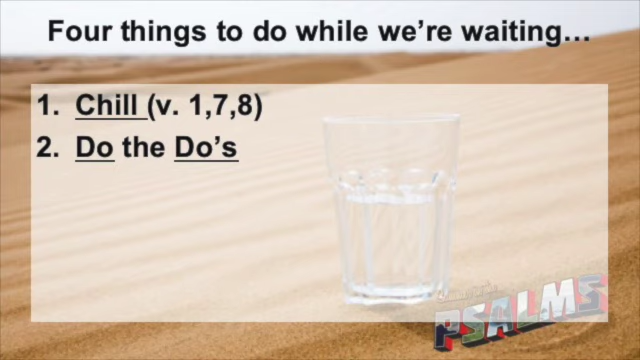 Four things to do while we're waiting…
1. Chill (v. 1,7,8)
2. Do the Do's
PSALMS